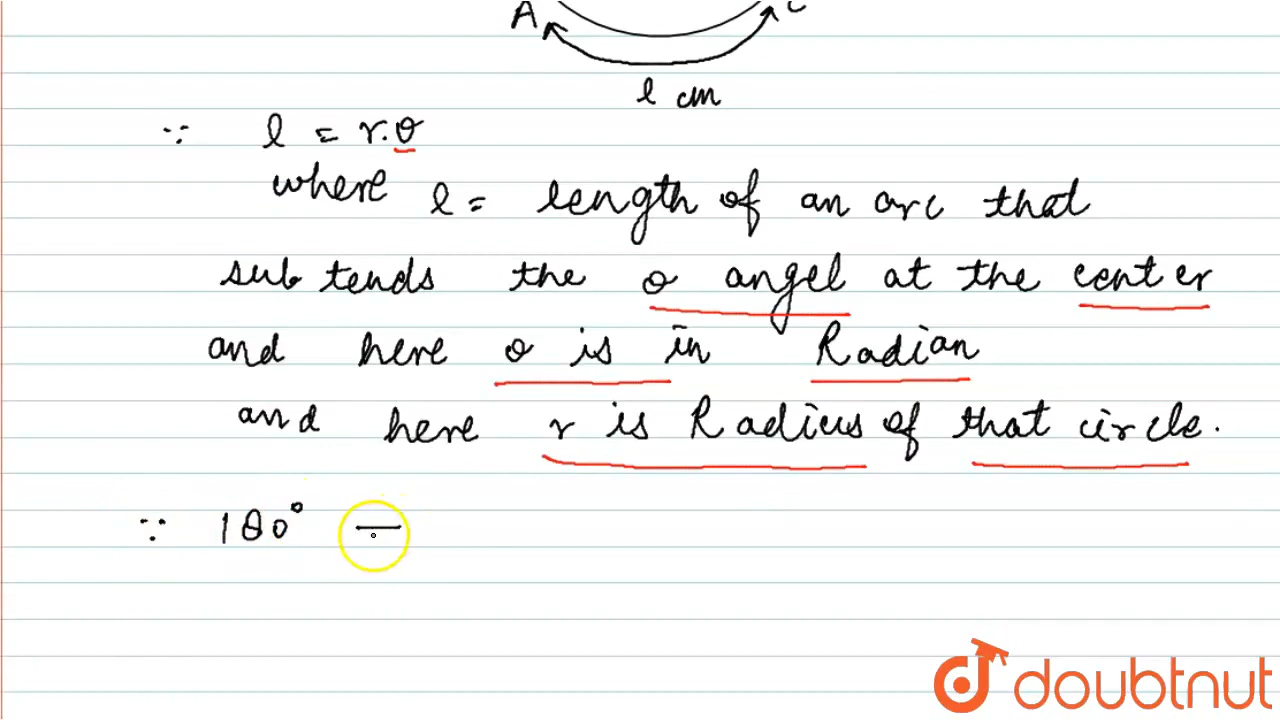 A C
l cm
∵ l = r.θ
where l = length of an arc that
subtends the θ angel at the center
and here θ is in Radian
and here r is Radius of that circle.
∵ 180° —
doubtnut